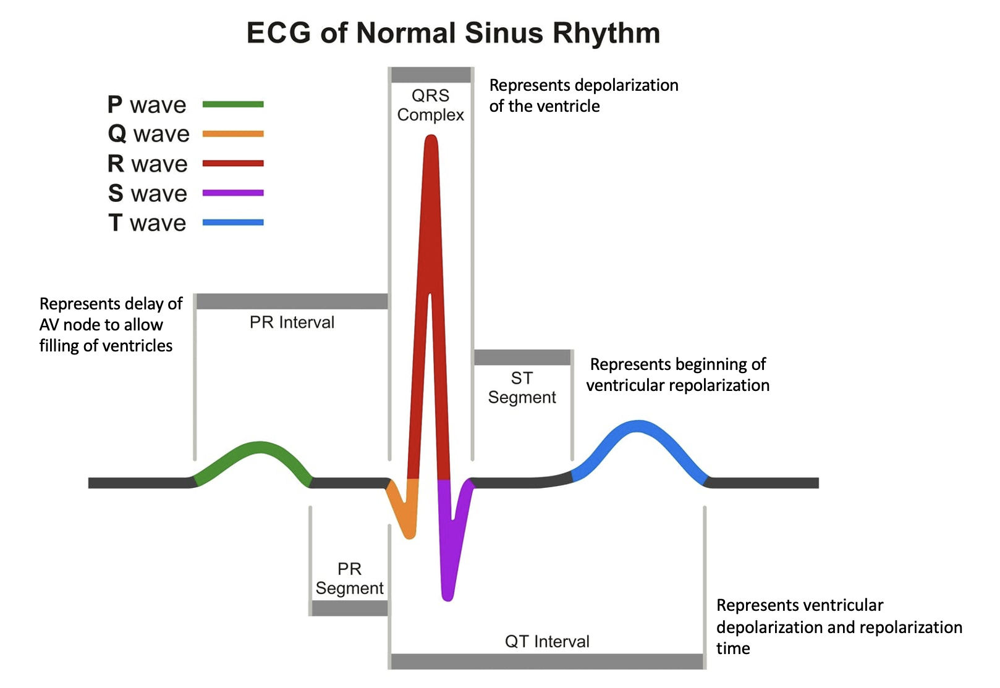 ECG of Normal Sinus Rhythm
P wave
Q wave
R wave
S wave
T wave
QRS
Complex
Represents depolarization
of the ventricle
Represents delay of
AV node to allow
filling of ventricles
PR Interval
ST
Segment
Represents beginning of
ventricular repolarization
PR
Segment
QT Interval
Represents ventricular
depolarization and repolarization
time